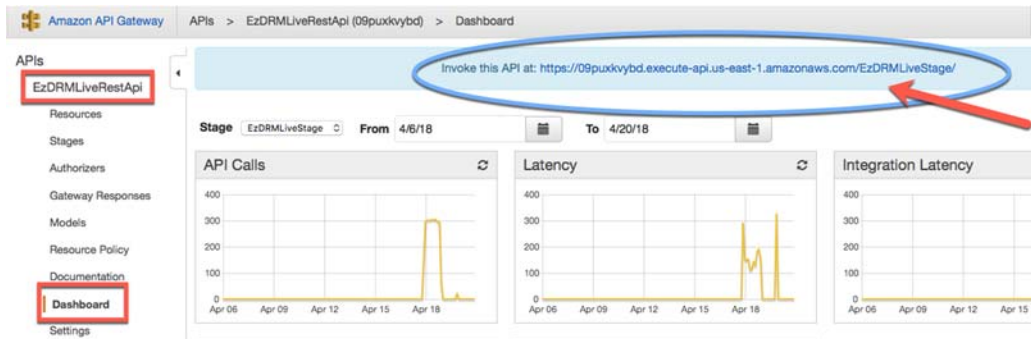 Amazon API Gateway
APIs > EzDRMLiveRestApi (09puxkvybd) > Dashboard
APIs
EzDRMLiveRestApi
Resources
Stages
Authorizers
Gateway Responses
Models
Resource Policy
Documentation
Dashboard
Settings
Invoke this API at: https://09puxkvybd.execute-api.us-east-1.amazonaws.com/EzDRMLiveStage/
Stage EzDRMLiveStage From 4/6/18 To 4/20/18
API Calls
400
300
200
100
0
Apr 06 Apr 09 Apr 12 Apr 15 Apr 18
Latency
400
300
200
100
0
Apr 06 Apr 09 Apr 12 Apr 15 Apr 18
Integration Latency
400
300
200
100
0
Apr 06 Apr 09 Apr 12 Apr 15